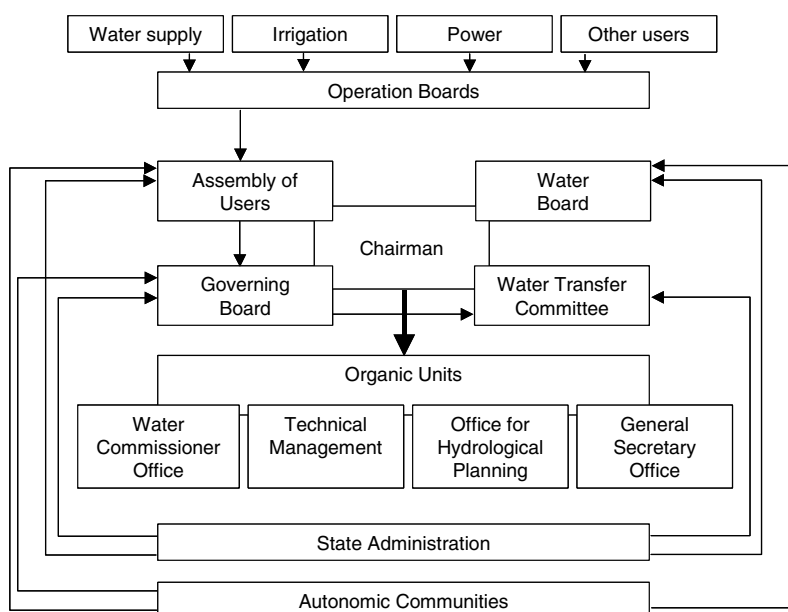 Water supply
Irrigation
Power
Other users
Operation Boards
Assembly of
Users
Water
Board
Chairman
Governing
Board
Water Transfer
Committee
Organic Units
Water
Commissioner
Office
Technical
Management
Office for
Hydrological
Planning
General
Secretary
Office
State Administration
Autonomic Communities